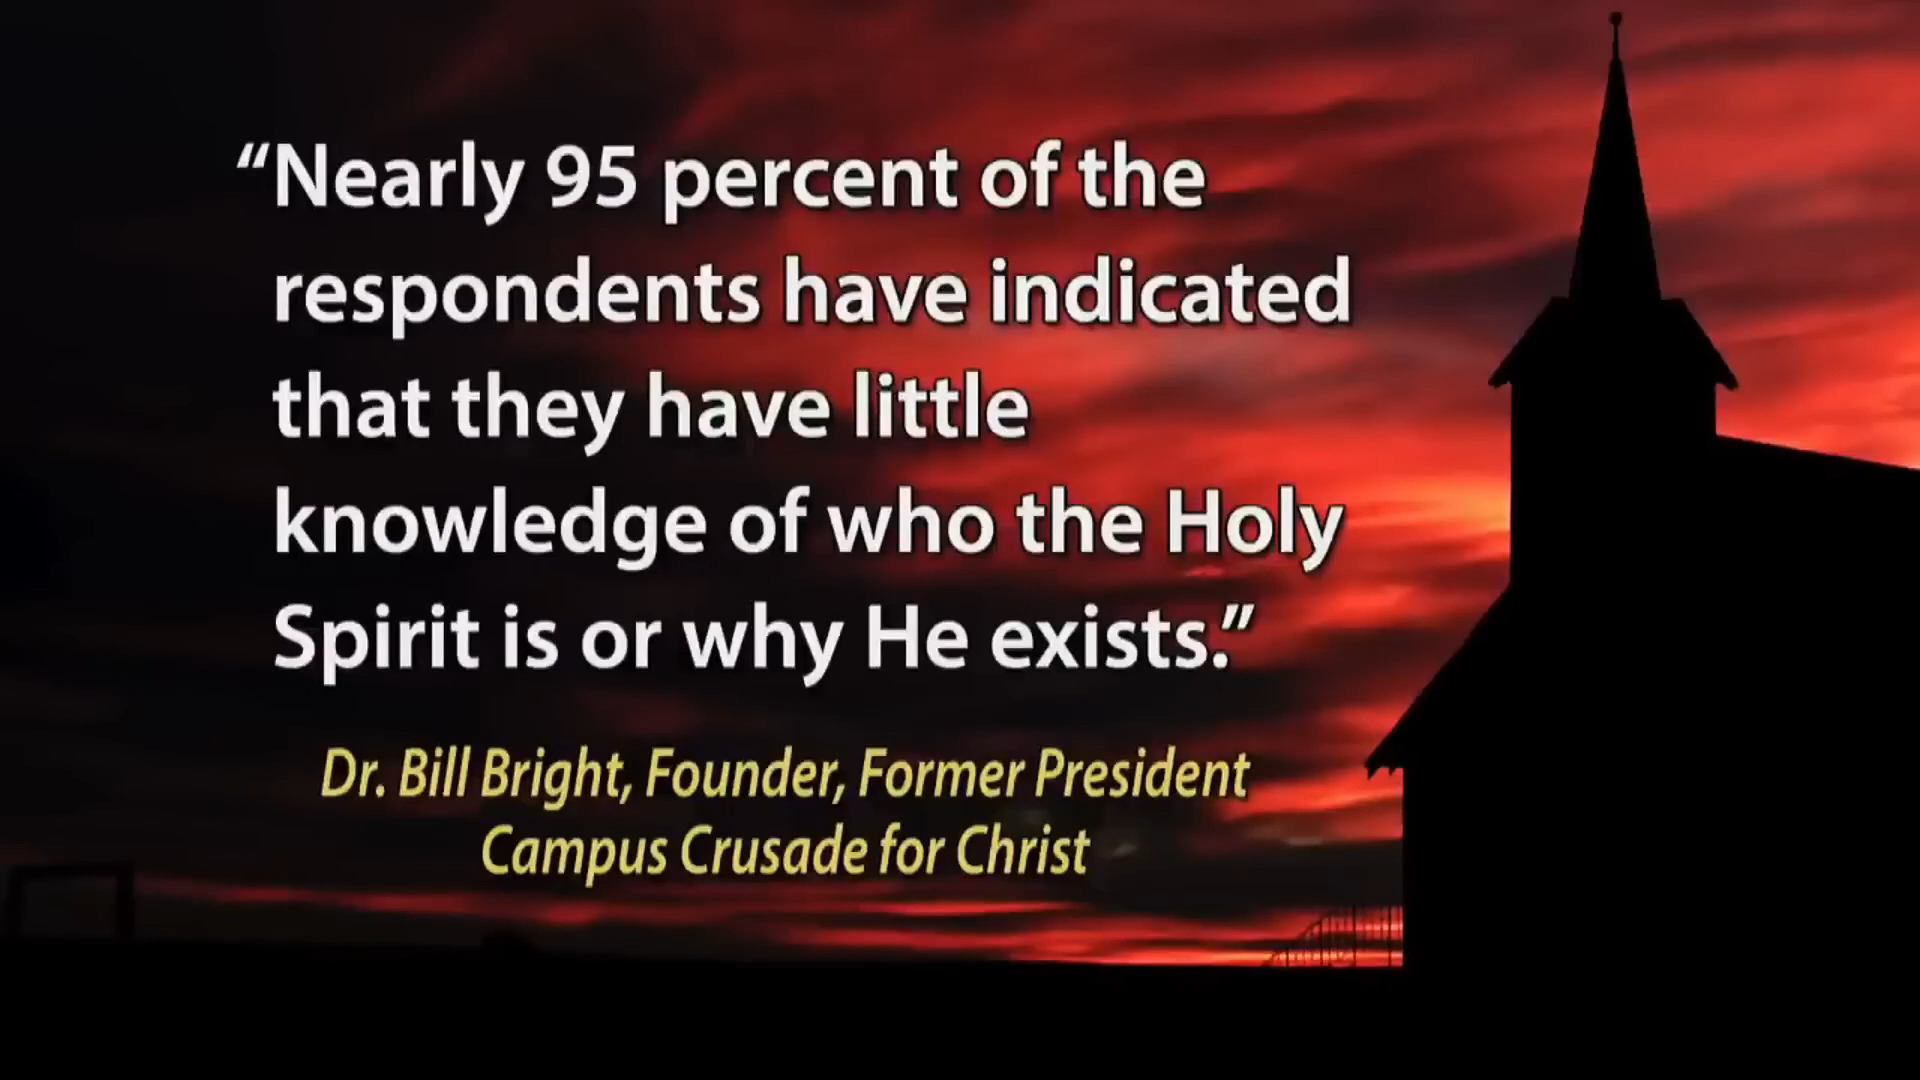 “Nearly 95 percent of the
respondents have indicated
that they have little
knowledge of who the Holy
Spirit is or why He exists.”
Dr. Bill Bright, Founder, Former President
Campus Crusade for Christ